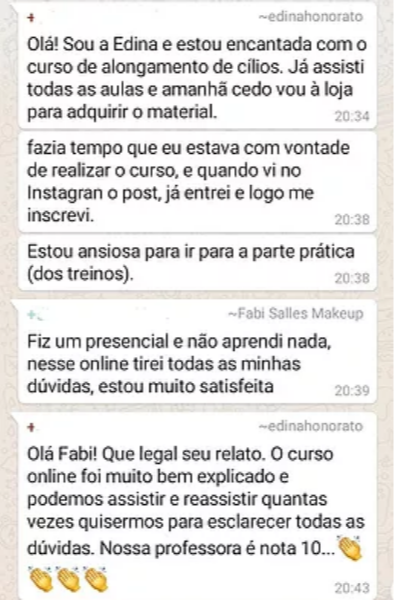 ~edinahonorato
Olá! Sou a Edina e estou encantada com o
curso de alongamento de cílios. Já assisti
todas as aulas e amanhã cedo vou à loja
para adquirir o material.
20:34
fazia tempo que eu estava com vontade
de realizar o curso, e quando vi no
Instagran o post, já entrei e logo me
inscrevi.
20:38
Estou ansiosa para ir para a parte prática
(dos treinos).
20:38
~Fabi Salles Makeup
Fiz um presencial e não aprendi nada,
nesse online tirei todas as minhas
dúvidas, estou muito satisfeita
20:39
~edinahonorato
Olá Fabi! Que legal seu relato. O curso
online foi muito bem explicado e
podemos assistir e reassistir quantas
vezes quisermos para esclarecer todas as
dúvidas. Nossa professora é nota 10...👏
👏👏👏
20:43